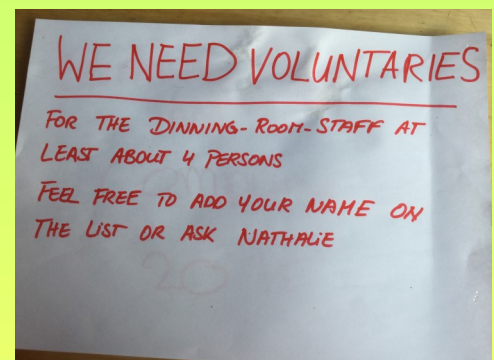 WE NEED VOLUNTARIES
FOR THE DINNING-ROOM-STAFF AT
LEAST ABOUT 4 PERSONS
FEEL FREE TO ADD YOUR NAME ON
THE LIST OR ASK NATHALiE
20